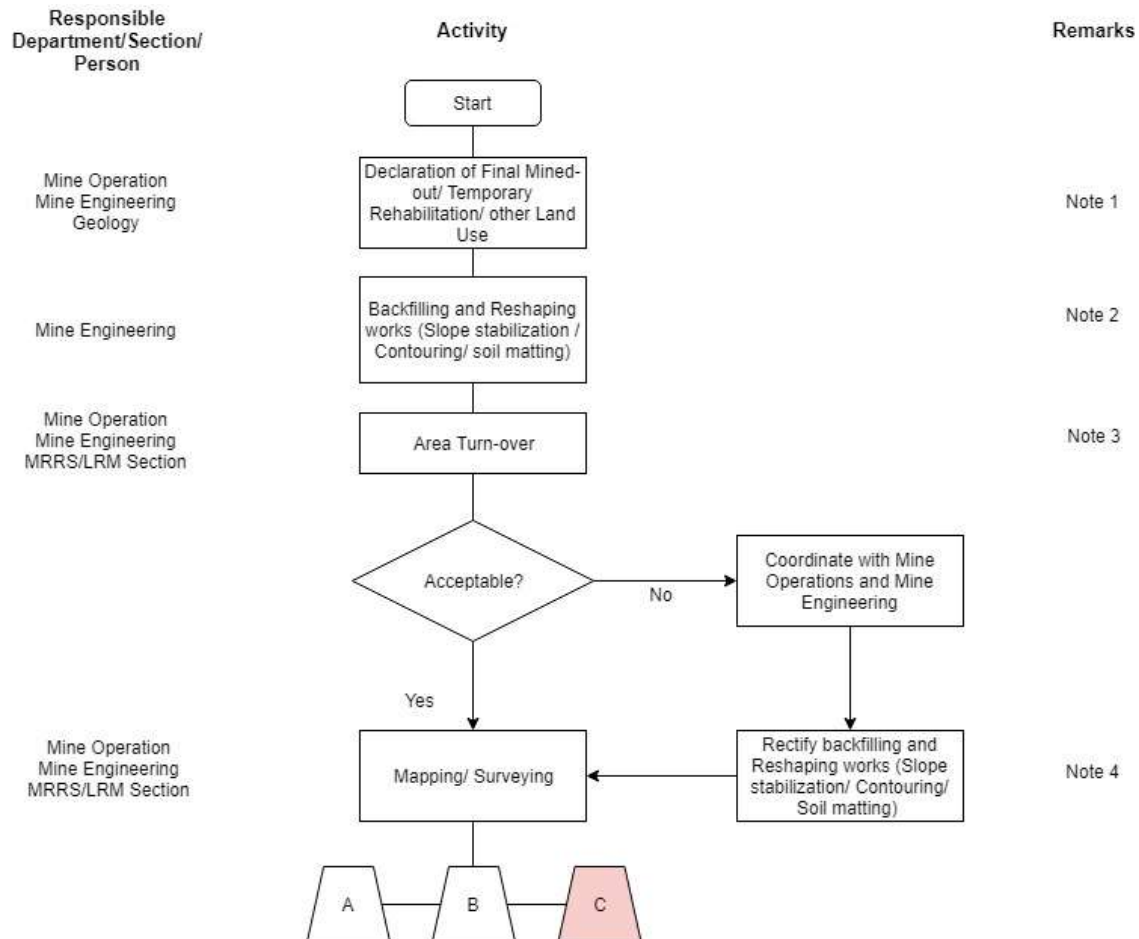 Responsible
Department/Section/
Person
Activity
Remarks
Start
Mine Operation
Mine Engineering
Geology
Declaration of Final Mined-
out/ Temporary
Rehabilitation/ other Land
Use
Note 1
Mine Engineering
Backfilling and Reshaping
works (Slope stabilization /
Contouring/ soil matting)
Note 2
Mine Operation
Mine Engineering
MRRS/LRM Section
Area Turn-over
Note 3
Acceptable?
No
Coordinate with Mine
Operations and Mine
Engineering
Yes
Mine Operation
Mine Engineering
MRRS/LRM Section
Mapping/ Surveying
Rectify backfilling and
Reshaping works (Slope
stabilization/ Contouring/
Soil matting)
Note 4
A
B
C